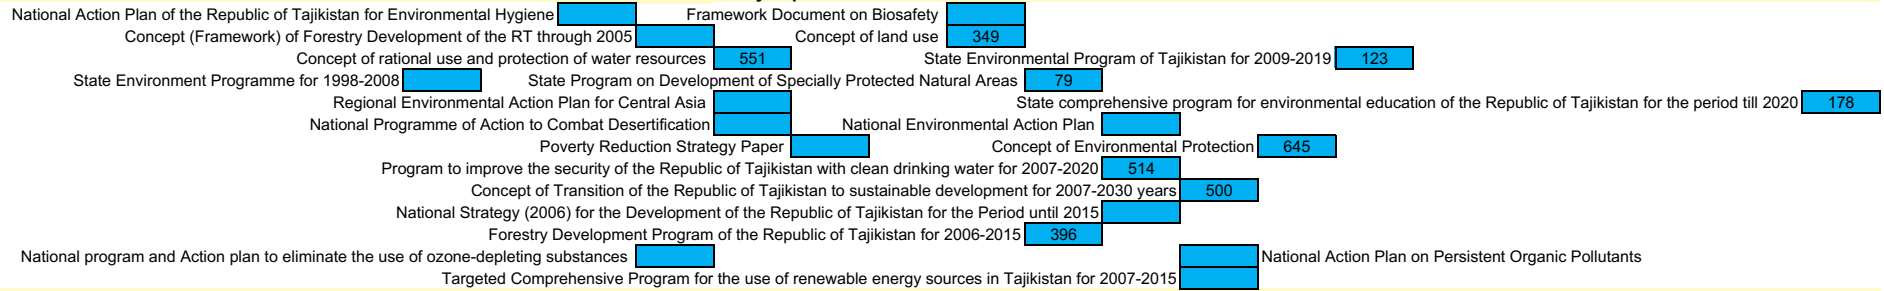 National Action Plan of the Republic of Tajikistan for Environmental Hygiene Framework Document on Biosafety
Concept (Framework) of Forestry Development of the RT through 2005 Concept of land use 349
Concept of rational use and protection of water resources 551 State Environmental Program of Tajikistan for 2009-2019 123
State Environment Programme for 1998-2008 State Program on Development of Specially Protected Natural Areas 79
Regional Environmental Action Plan for Central Asia State comprehensive program for environmental education of the Republic of Tajikistan for the period till 2020 178
National Programme of Action to Combat Desertification National Environmental Action Plan
Poverty Reduction Strategy Paper Concept of Environmental Protection 645
Program to improve the security of the Republic of Tajikistan with clean drinking water for 2007-2020 514
Concept of Transition of the Republic of Tajikistan to sustainable development for 2007-2030 years 500
National Strategy (2006) for the Development of the Republic of Tajikistan for the Period until 2015
Forestry Development Program of the Republic of Tajikistan for 2006-2015 396
National program and Action plan to eliminate the use of ozone-depleting substances National Action Plan on Persistent Organic Pollutants
Targeted Comprehensive Program for the use of renewable energy sources in Tajikistan for 2007-2015